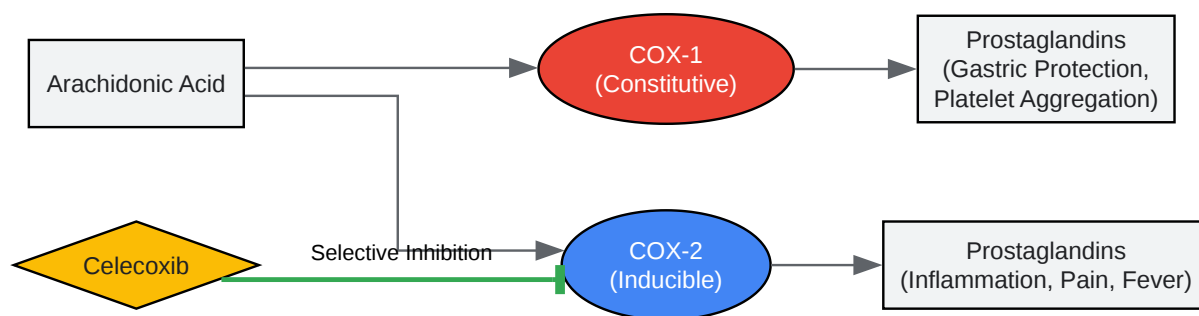 Arachidonic Acid
COX-1
(Constitutive)
Prostaglandins
(Gastric Protection,
Platelet Aggregation)
Celecoxib
Selective Inhibition
COX-2
(Inducible)
Prostaglandins
(Inflammation, Pain, Fever)